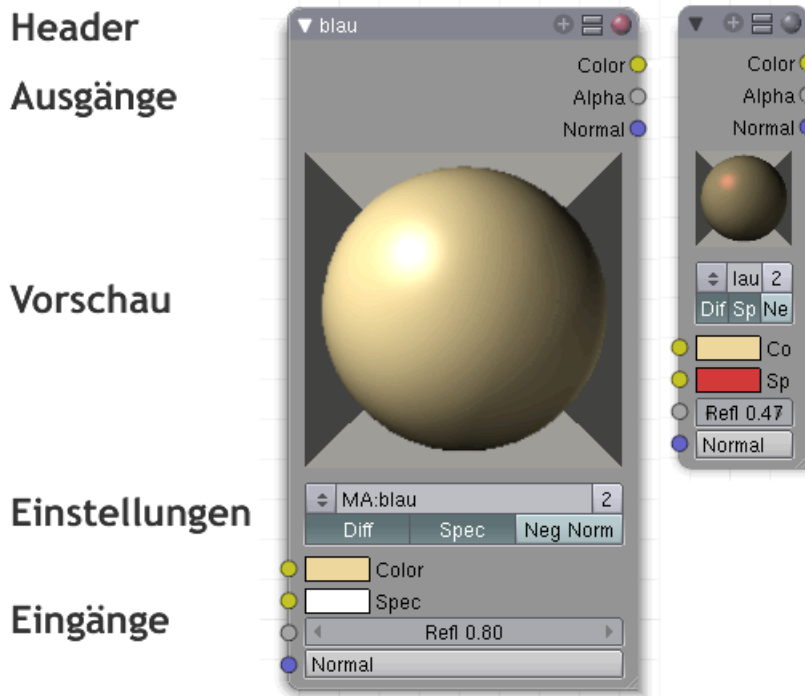 Header
Ausgänge
Vorschau
Einstellungen
Eingänge
blau
Color
Alpha
Normal
MA:blau 2
Diff Spec Neg Norm
Color
Spec
Refl 0.80
Normal
Color
Alpha
Normal
lau 2
Dif Sp Ne
Co
Sp
Refl 0.47
Normal